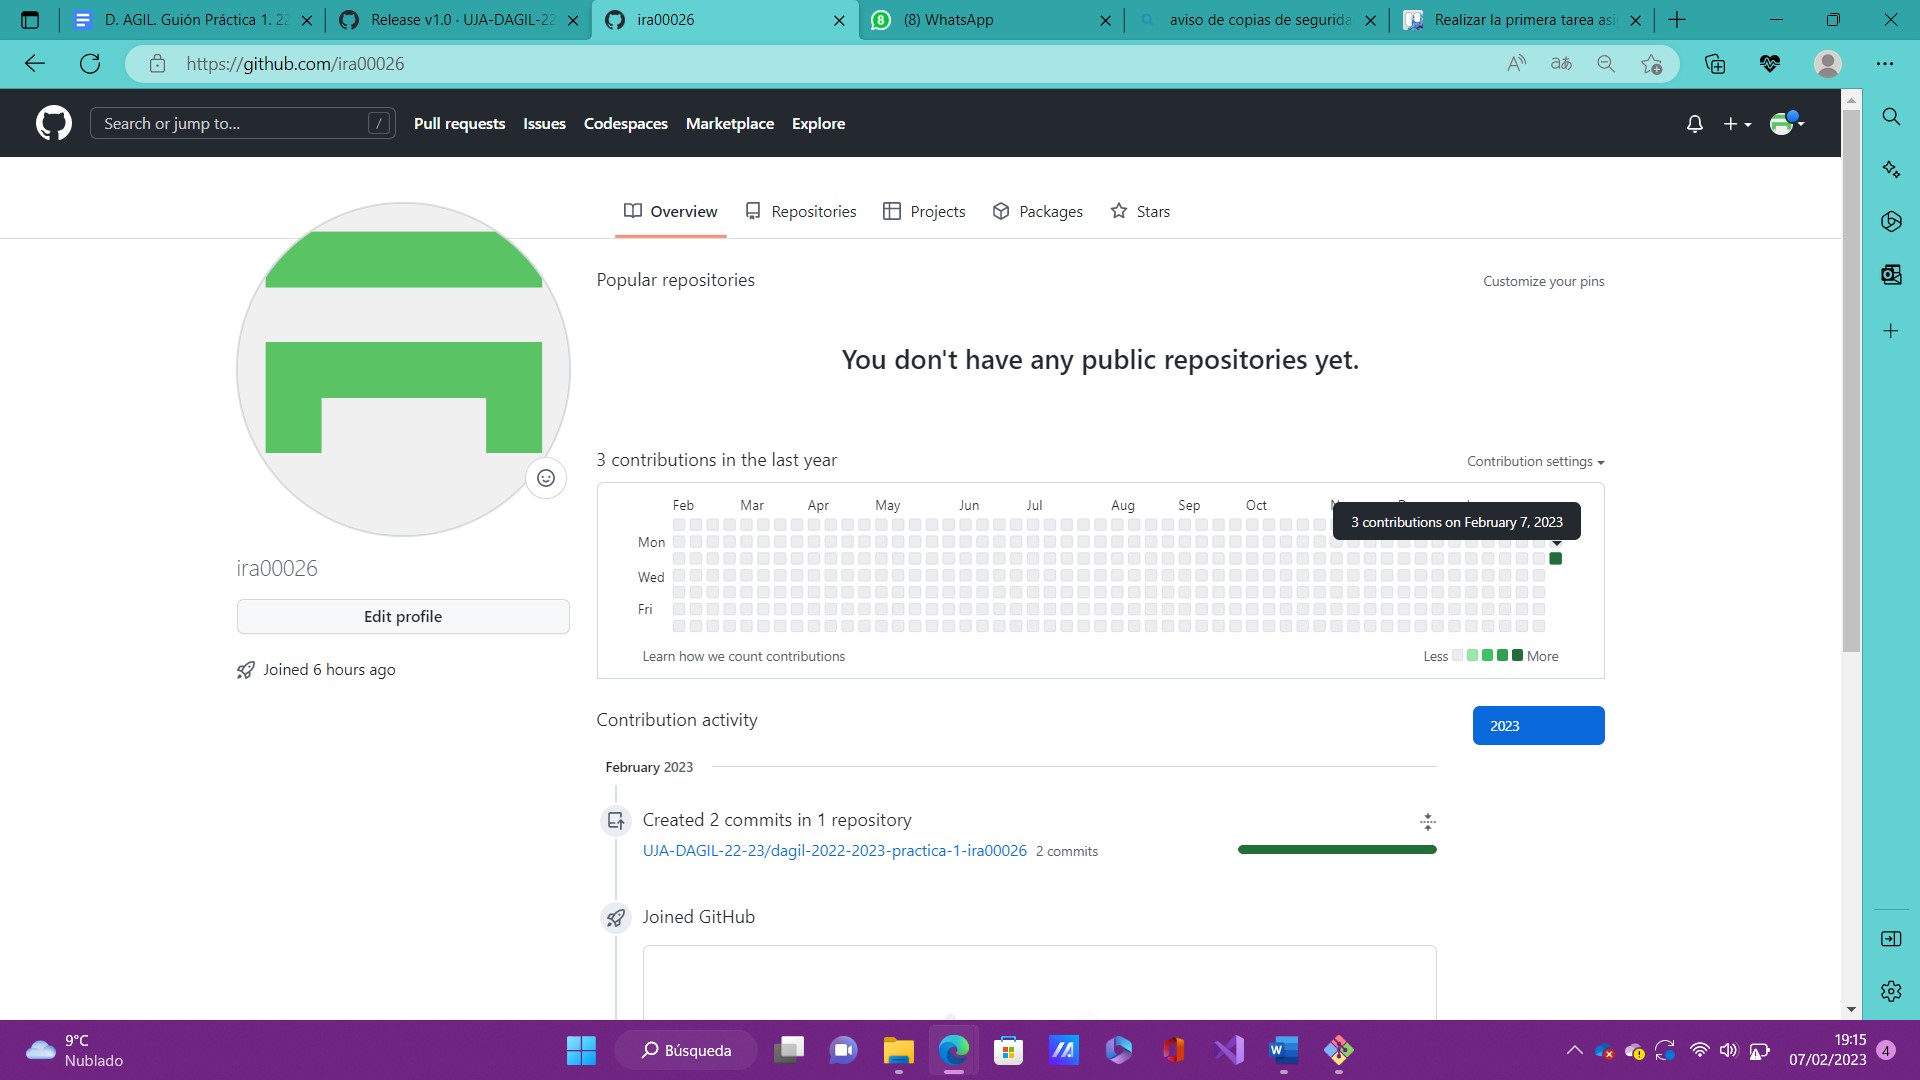 D. AGIL. Guión Práctica 1. 22
Release v1.0 · UJA-DAGIL-22
ira00026
(8) WhatsApp
aviso de copias de segurida
Realizar la primera tarea asi
https://github.com/ira00026
Search or jump to...
/
Pull requests
Issues
Codespaces
Marketplace
Explore
Overview
Repositories
Projects
Packages
Stars
Popular repositories
Customize your pins
You don't have any public repositories yet.
3 contributions in the last year
Contribution settings
Feb Mar Apr May Jun Jul Aug Sep Oct
3 contributions on February 7, 2023
Mon
Wed
Fri
Learn how we count contributions
Less
More
ira00026
Edit profile
Joined 6 hours ago
Contribution activity
2023
February 2023
Created 2 commits in 1 repository
UJA-DAGIL-22-23/dagil-2022-2023-practica-1-ira00026 2 commits
Joined GitHub
9°C
Nublado
Búsqueda
19:15
07/02/2023
4